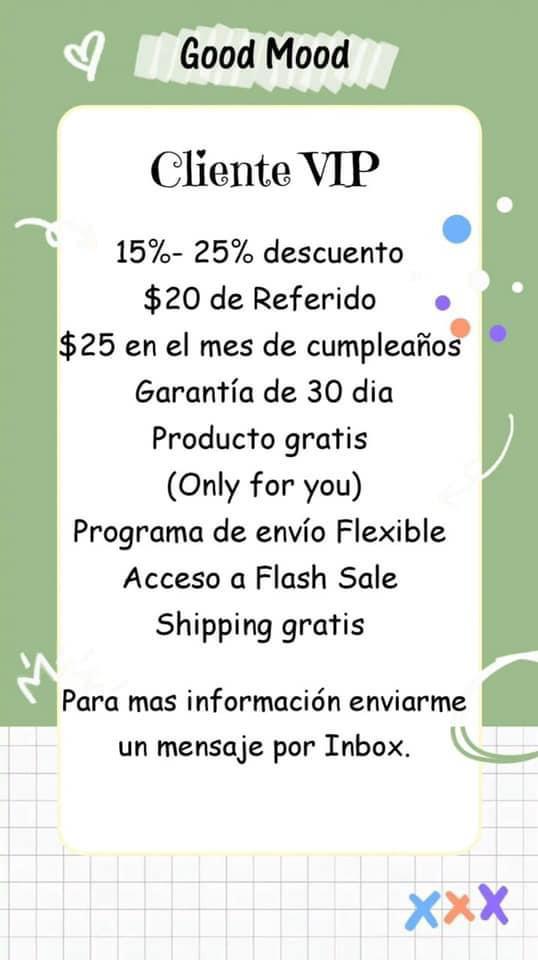 Good Mood
Cliente VIP
15%- 25% descuento
$20 de Referido
$25 en el mes de cumpleaños
Garantía de 30 dia
Producto gratis
(Only for you)
Programa de envío Flexible
Acceso a Flash Sale
Shipping gratis
Para mas información enviarme
un mensaje por Inbox.